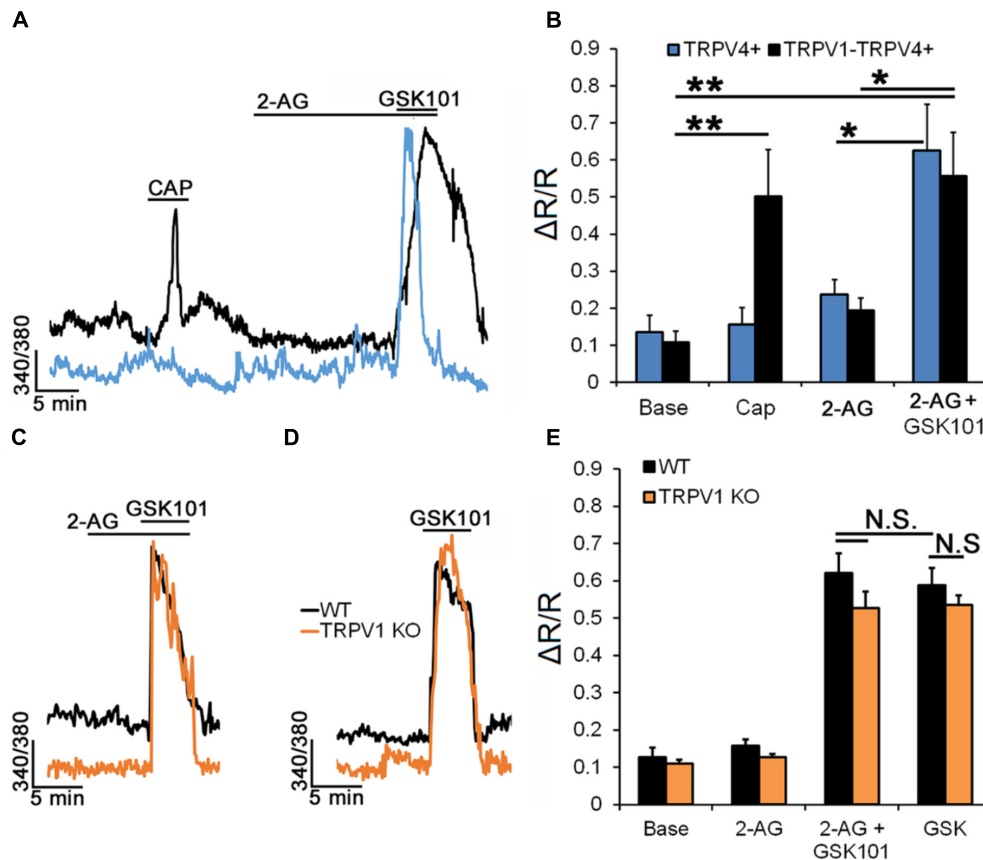 A
2-AG
GSK101
CAP
340/380
5 min
B
TRPV4+ TRPV1-TRPV4+
0.9
0.8
0.7
0.6
0.5
0.4
0.3
0.2
0.1
0
ΔR/R
**
*
**
*
Base Cap 2-AG 2-AG +
GSK101
C
GSK101
2-AG
340/380
5 min
D
GSK101
WT
TRPV1 KO
340/380
5 min
E
WT
TRPV1 KO
0.9
0.8
0.7
0.6
0.5
0.4
0.3
0.2
0.1
0
ΔR/R
N.S.
N.S
Base 2-AG 2-AG + GSK
GSK101